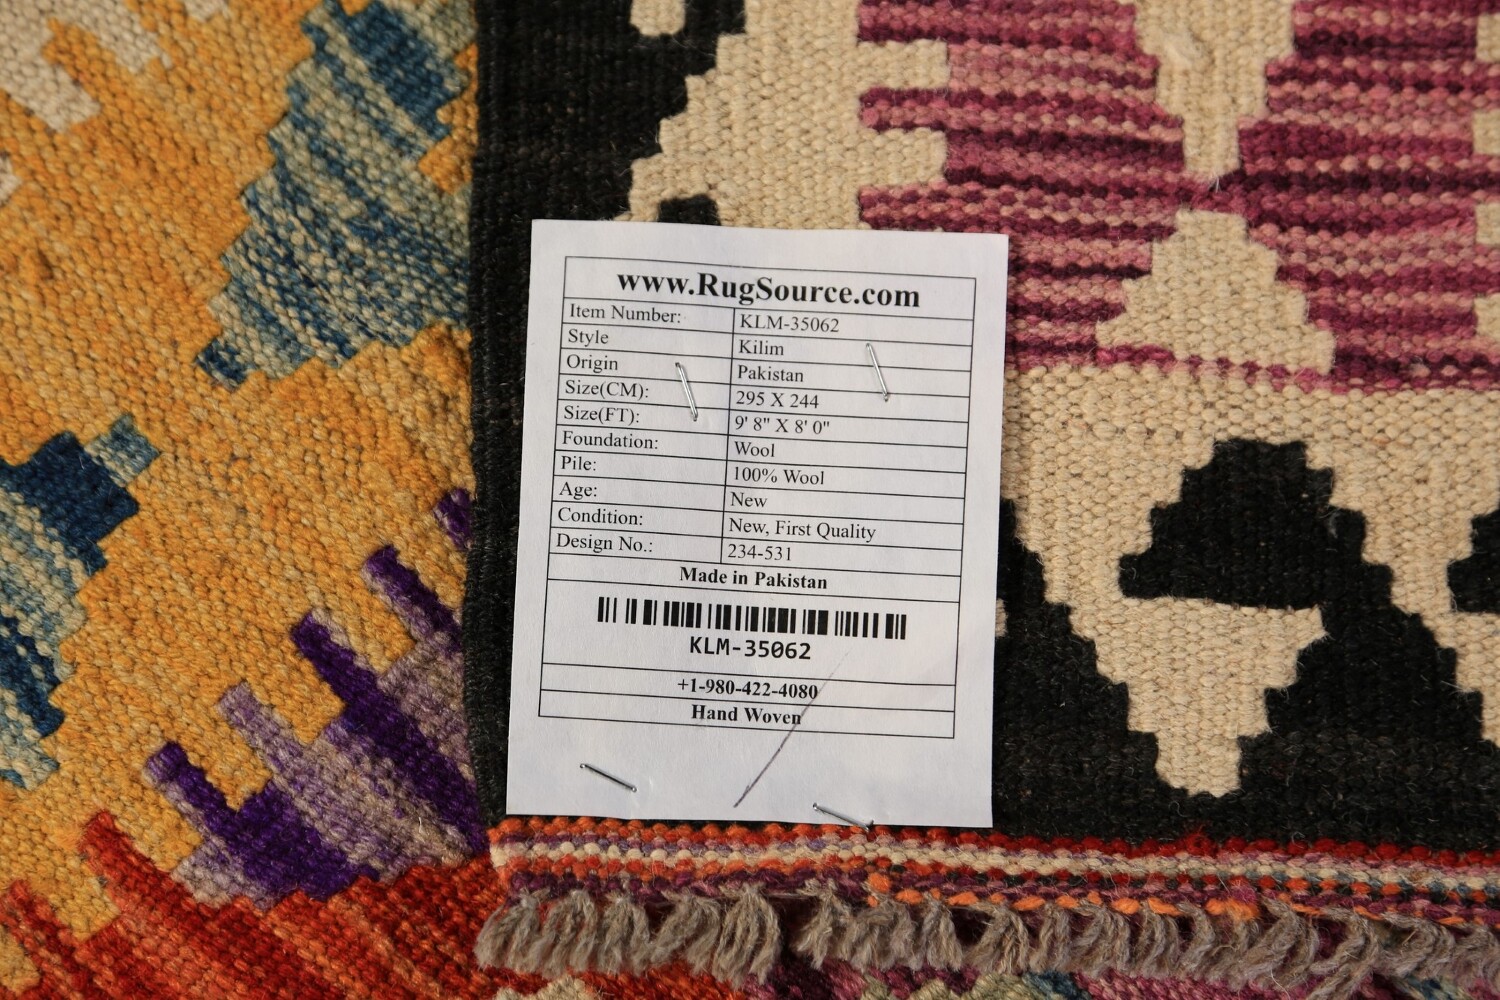 www.RugSource.com
Item Number: KLM-35062
Style Kilim
Origin Pakistan
Size(CM): 295 X 244
Size(FT): 9' 8" X 8' 0"
Foundation: Wool
Pile: 100% Wool
Age: New
Condition: New, First Quality
Design No.: 234-531
Made in Pakistan
KLM-35062
+1-980-422-4080
Hand Woven